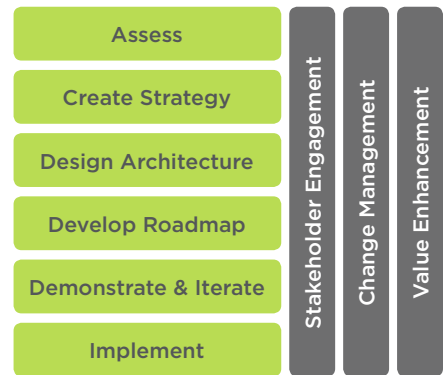 Assess
Create Strategy
Design Architecture
Develop Roadmap
Demonstrate & Iterate
Implement
Stakeholder Engagement
Change Management
Value Enhancement